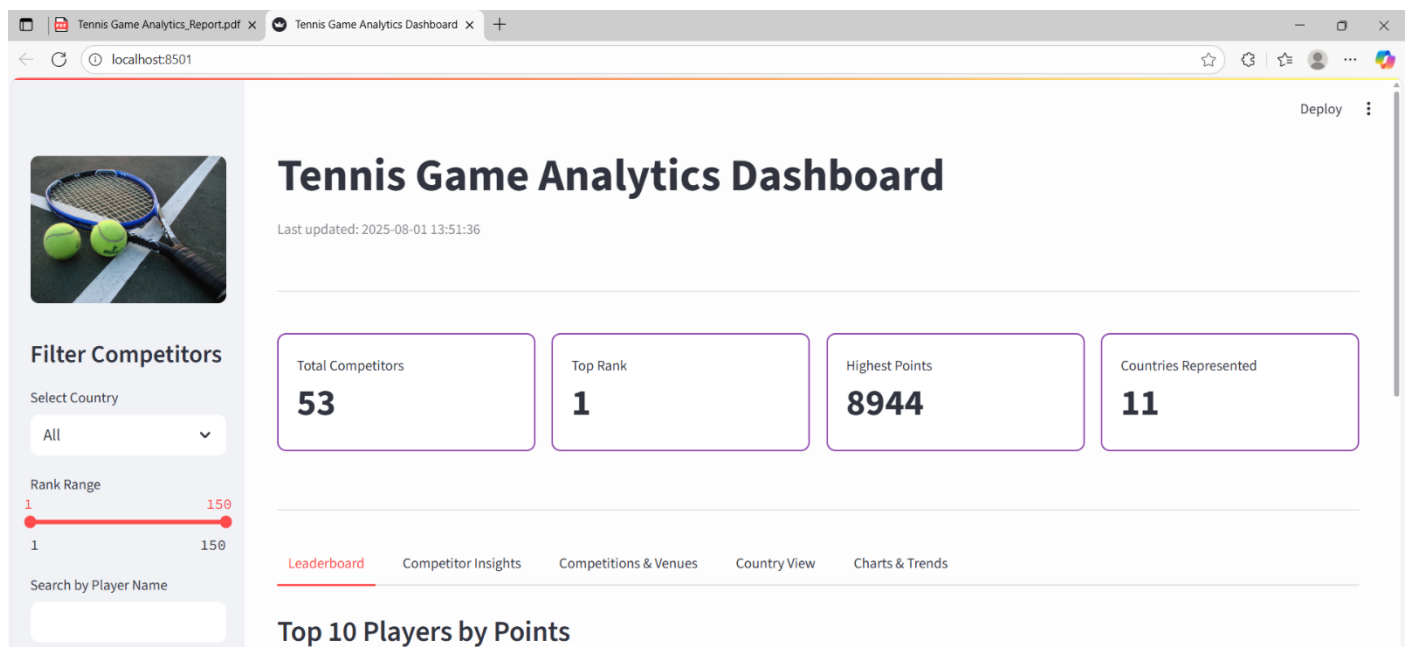 Tennis Game Analytics_Report.pdf
Tennis Game Analytics Dashboard
localhost:8501
Deploy
Tennis Game Analytics Dashboard
Last updated: 2025-08-01 13:51:36
Filter Competitors
Select Country
All
Rank Range
1 150
1 150
Search by Player Name
Total Competitors
53
Top Rank
1
Highest Points
8944
Countries Represented
11
Leaderboard Competitor Insights Competitions & Venues Country View Charts & Trends
Top 10 Players by Points